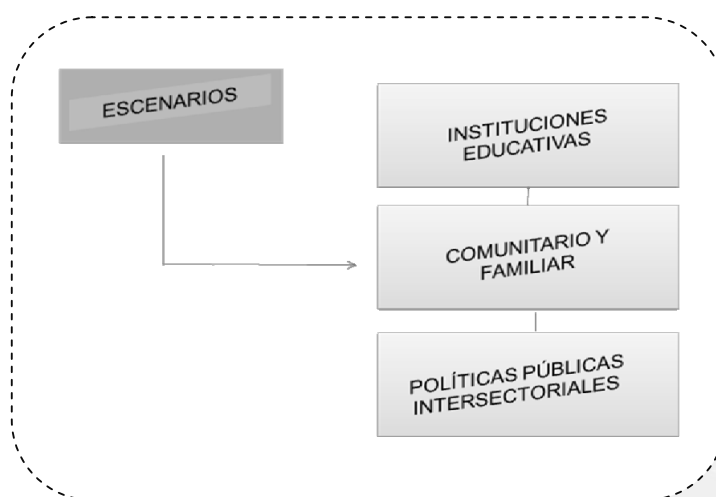 ESCENARIOS
INSTITUCIONES
EDUCATIVAS
COMUNITARIO Y
FAMILIAR
POLÍTICAS PÚBLICAS
INTERSECTORIALES